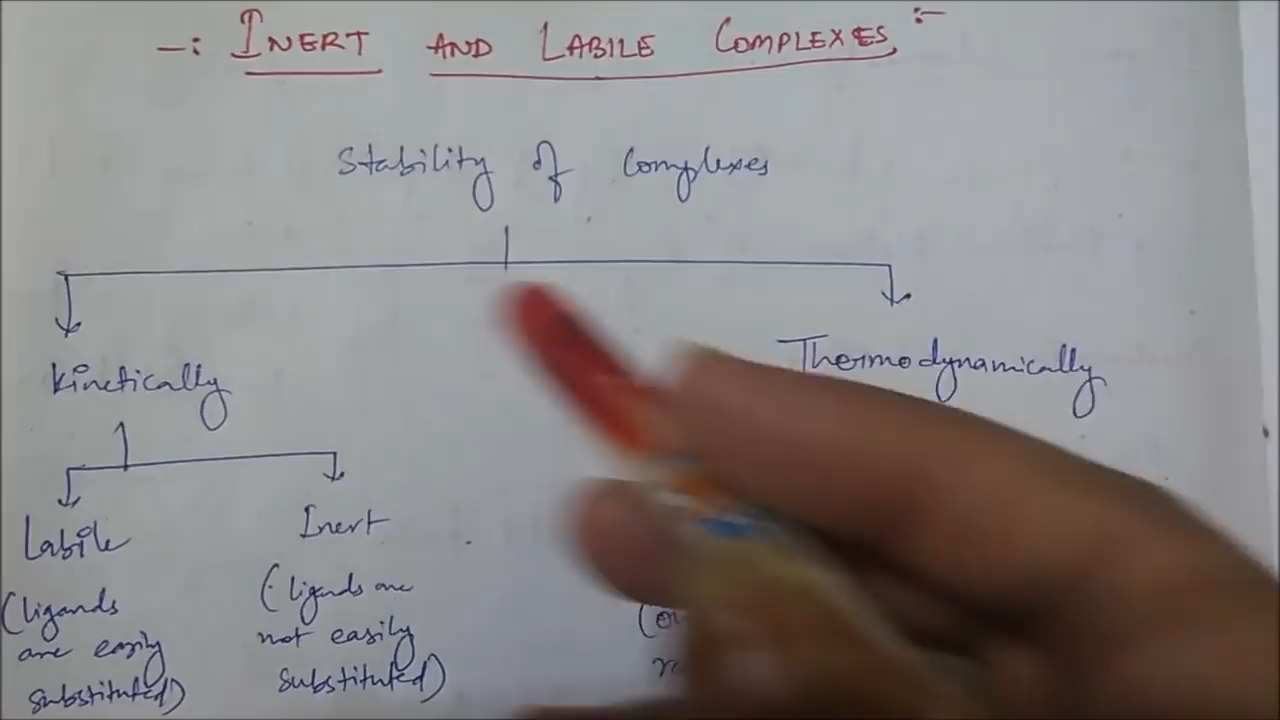 -: INERT AND LABILE COMPLEXES :-
Stability of Complexes
Kinetically
Thermodynamically
Labile
(ligands
are easily
substituted)
Inert
(ligands are
not easily
substituted)